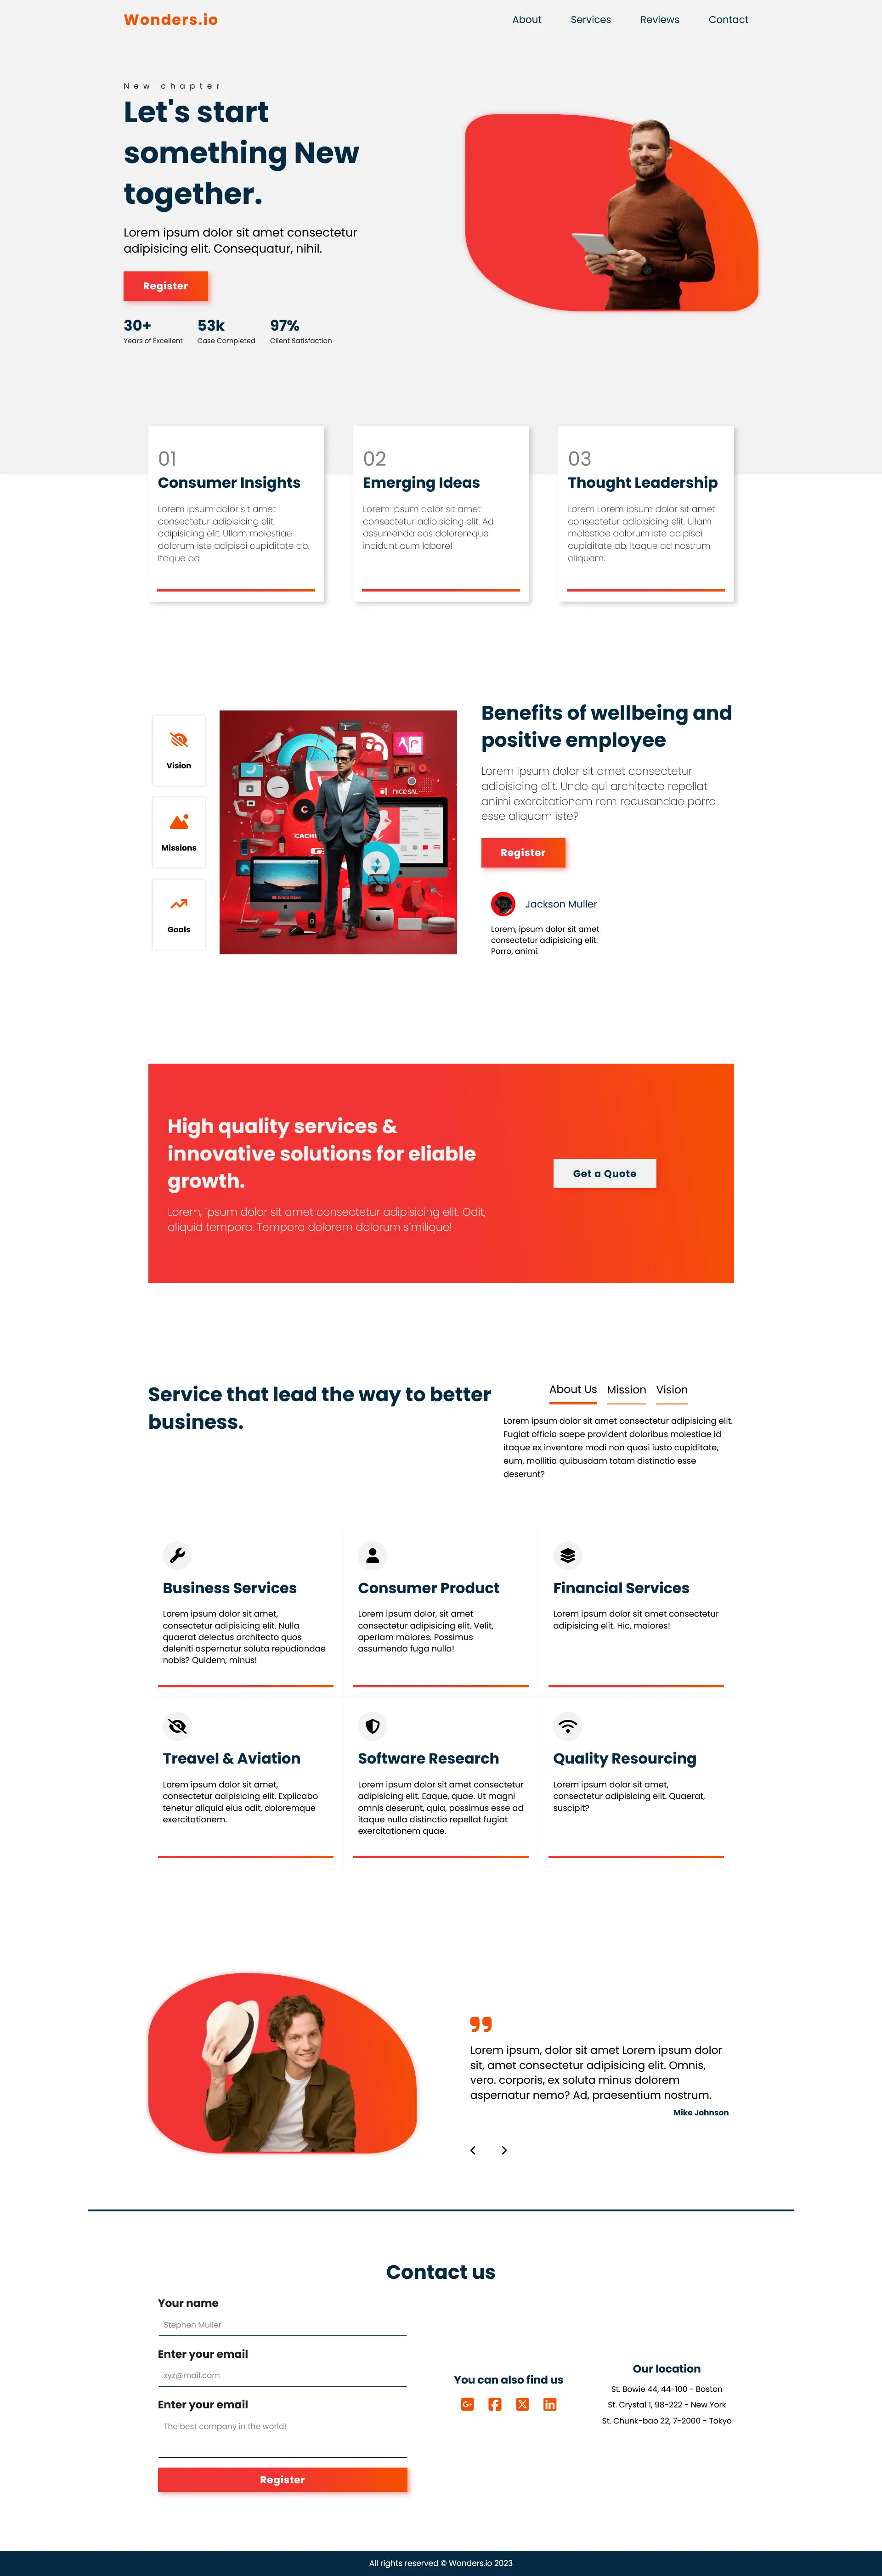 Wonders.io
About
Services
Reviews
Contact
New chapter
Let's start
something New
together.
Lorem ipsum dolor sit amet consectetur
adipisicing elit. Consequatur, nihil.
Register
30+
Years of Excellent
53k
Case Completed
97%
Client Satisfaction
01
Consumer Insights
Lorem ipsum dolor sit amet
consectetur adipisicing elit.
adipisicing elit. Ullam molestiae
dolorum iste adipisci cupiditate ab.
Itaque ad
02
Emerging Ideas
Lorem ipsum dolor sit amet
consectetur adipisicing elit. Ad
assumenda eos doloremque
incidunt cum labore!
03
Thought Leadership
Lorem Lorem ipsum dolor sit amet
consectetur adipisicing elit. Ullam
molestiae dolorum iste adipisci
cupiditate ab. Itaque ad nostrum
aliquam.
Vision
Missions
Goals
Benefits of wellbeing and
positive employee
Lorem ipsum dolor sit amet consectetur
adipisicing elit. Unde qui architecto repellat
animi exercitationem rem recusandae porro
esse aliquam iste?
Register
Jackson Muller
Lorem, ipsum dolor sit amet
consectetur adipisicing elit.
Porro, animi.
High quality services &
innovative solutions for eliable
growth.
Lorem, ipsum dolor sit amet consectetur adipisicing elit. Odit,
aliquid tempora. Tempora dolorem dolorum similique!
Get a Quote
Service that lead the way to better
business.
About Us
Mission
Vision
Lorem ipsum dolor sit amet consectetur adipisicing elit.
Fugiat officia saepe provident doloribus molestiae id
itaque ex inventore modi non quasi iusto cupiditate,
eum, mollitia quibusdam totam distinctio esse
deserunt?
Business Services
Lorem ipsum dolor sit amet,
consectetur adipisicing elit. Nulla
quaerat delectus architecto quos
deleniti aspernatur soluta repudiandae
nobis? Quidem, minus!
Consumer Product
Lorem ipsum dolor, sit amet
consectetur adipisicing elit. Velit,
aperiam maiores. Possimus
assumenda fuga nulla!
Financial Services
Lorem ipsum dolor sit amet consectetur
adipisicing elit. Hic, maiores!
Treavel & Aviation
Lorem ipsum dolor sit amet,
consectetur adipisicing elit. Explicabo
tenetur aliquid eius odit, doloremque
exercitationem.
Software Research
Lorem ipsum dolor sit amet consectetur
adipisicing elit. Eaque, quae. Ut magni
omnis deserunt, quia, possimus esse ad
itaque nulla distinctio repellat fugiat
exercitationem quae.
Quality Resourcing
Lorem ipsum dolor sit amet,
consectetur adipisicing elit. Quaerat,
suscipit?
Lorem ipsum, dolor sit amet Lorem ipsum dolor
sit, amet consectetur adipisicing elit. Omnis,
vero. corporis, ex soluta minus dolorem
aspernatur nemo? Ad, praesentium nostrum.
Mike Johnson
Contact us
Your name
Stephen Muller
Enter your email
xyz@mail.com
Enter your email
The best company in the world!
Register
You can also find us
Our location
St. Bowie 44, 44-100 - Boston
St. Crystal 1, 98-222 - New York
St. Chunk-bao 22, 7-2000 - Tokyo
All rights reserved © Wonders.io 2023